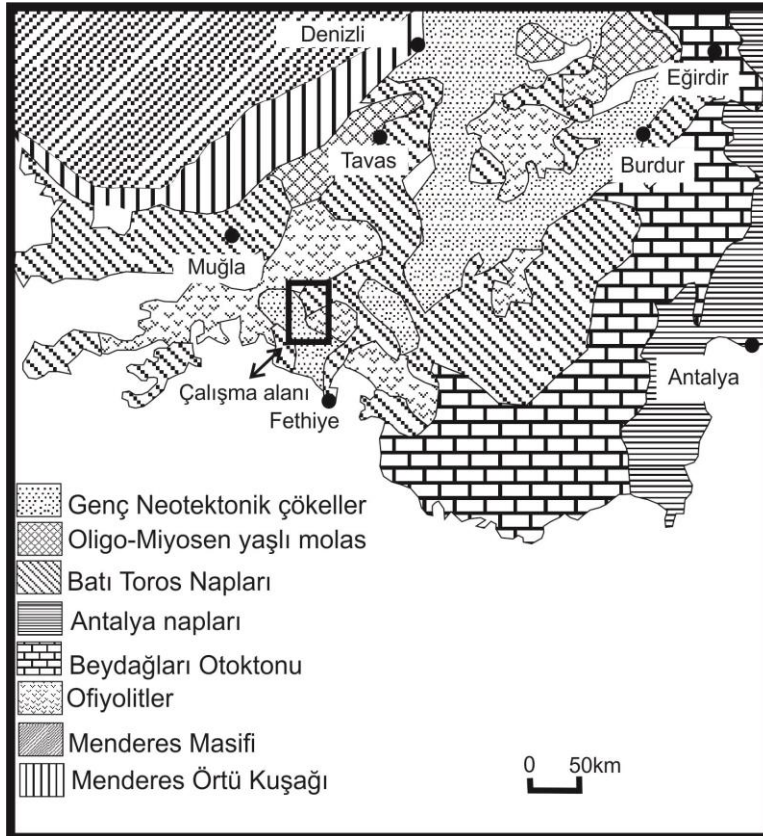 Denizli
Eğirdir
Tavas
Burdur
Muğla
Antalya
Çalışma alanı
Fethiye
Genç Neotektonik çökeller
Oligo-Miyosen yaşlı molas
Batı Toros Napları
Antalya napları
Beydağları Otoktonu
Ofiyolitler
Menderes Masifi
Menderes Örtü Kuşağı
0 50km